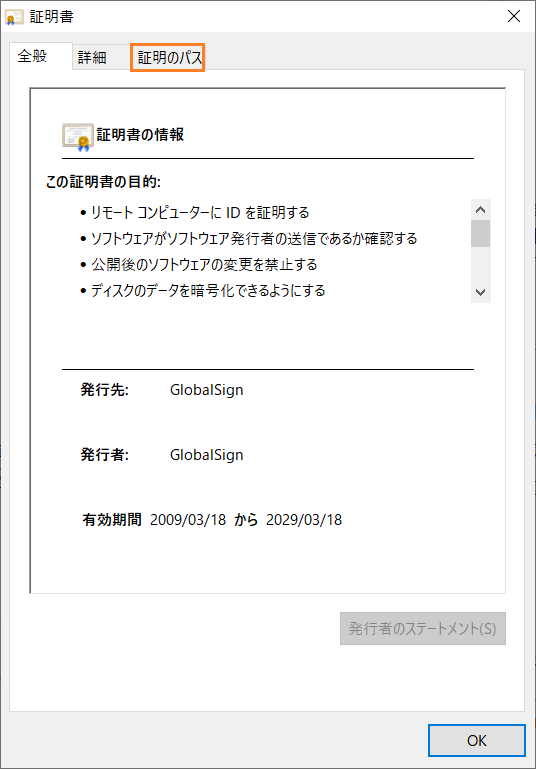 証明書
全般 詳細 証明のパス
証明書の情報
この証明書の目的:
• リモート コンピューターに ID を証明する
• ソフトウェアがソフトウェア発行者の送信であるか確認する
• 公開後のソフトウェアの変更を禁止する
• ディスクのデータを暗号化できるようにする
発行先: GlobalSign
発行者: GlobalSign
有効期間 2009/03/18 から 2029/03/18
発行者のステートメント(S)
OK